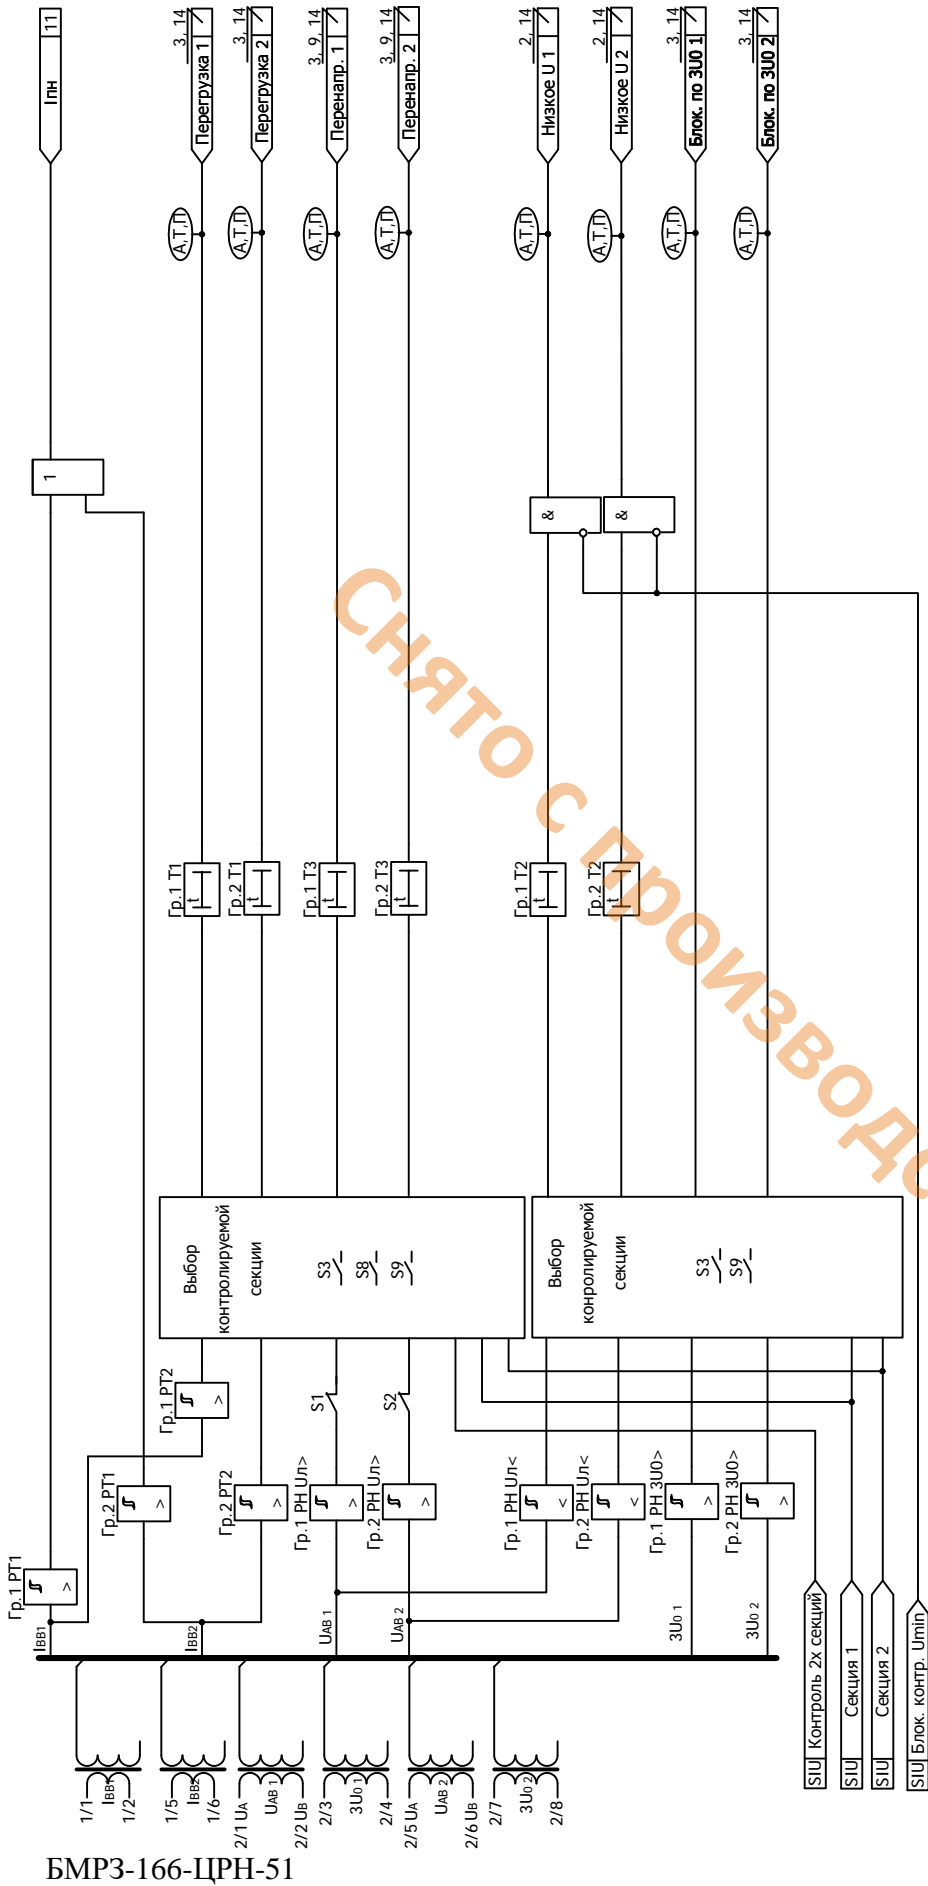 11
Iпн
3, 14
Перегрузка 1
3, 14
Перегрузка 2
3, 9, 14
Перенапр. 1
3, 9, 14
Перенапр. 2
2, 14
Низкое U 1
2, 14
Низкое U 2
3, 14
Блок. по 3U0 1
3, 14
Блок. по 3U0 2
А,Т,П
А,Т,П
А,Т,П
А,Т,П
А,Т,П
А,Т,П
А,Т,П
А,Т,П
1
&
&
Гр.1 Т1
t
Гр.2 Т1
t
Гр.1 Т3
t
Гр.2 Т3
t
Гр.1 Т2
t
Гр.2 Т2
t
Выбор
контролируемой
секции
S3
S8
S9
Выбор
конролируемой
секции
S3
S9
Гр.1 РТ2
>
S1
S2
Гр.2 РТ1
>
Гр.2 РТ2
>
Гр.1 РН Uл>
>
Гр.2 РН Uл>
>
Гр.1 РН Uл<
<
Гр.2 РН Uл<
<
Гр.1 РН 3U0>
>
Гр.2 РН 3U0>
>
Гр.1 РТ1
>
IВВ1
IВВ2
UАВ 1
UАВ 2
3U0 1
3U0 2
SIU Контроль 2х секций
SIU Секция 1
SIU Секция 2
SIU Блок. контр. Umin
1/1
IВВ1
1/2
1/5
IВВ2
1/6
2/1 UА
UАВ 1
2/2 UВ
2/3
3U0 1
2/4
2/5 UА
UАВ 2
2/6 UВ
2/7
3U0 2
2/8
Снято с производс
БМРЗ-166-ЦРН-51